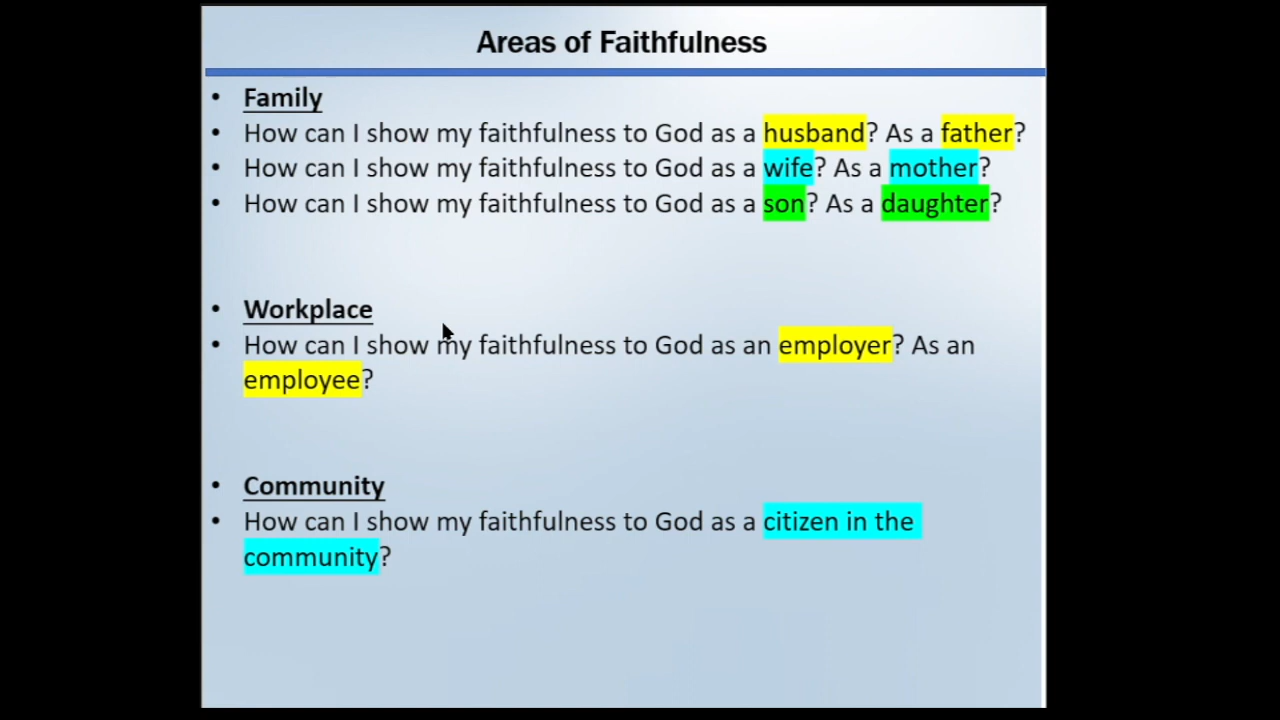 Areas of Faithfulness
• Family
• How can I show my faithfulness to God as a husband? As a father?
• How can I show my faithfulness to God as a wife? As a mother?
• How can I show my faithfulness to God as a son? As a daughter?
• Workplace
• How can I show my faithfulness to God as an employer? As an
employee?
• Community
• How can I show my faithfulness to God as a citizen in the
community?